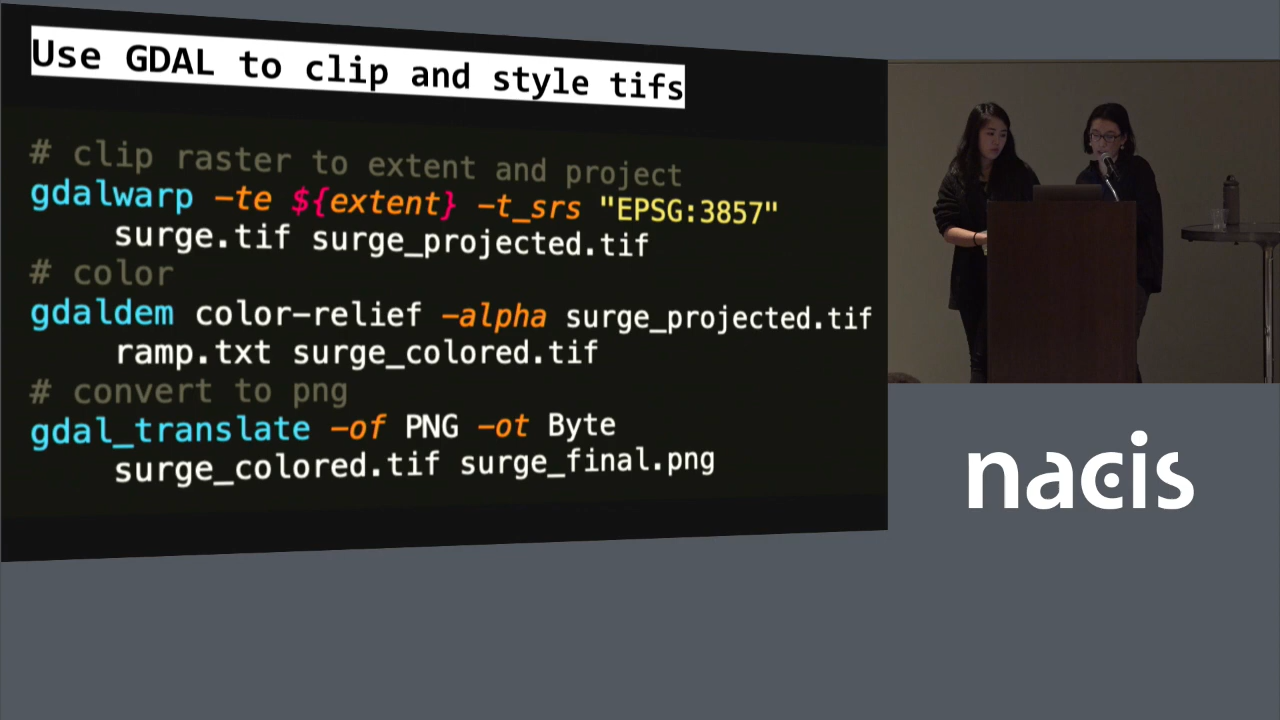 Use GDAL to clip and style tifs
# clip raster to extent and project
gdalwarp -te ${extent} -t_srs "EPSG:3857"
surge.tif surge_projected.tif
# color
gdaldem color-relief -alpha surge_projected.tif
ramp.txt surge_colored.tif
# convert to png
gdal_translate -of PNG -ot Byte
surge_colored.tif surge_final.png
nacis